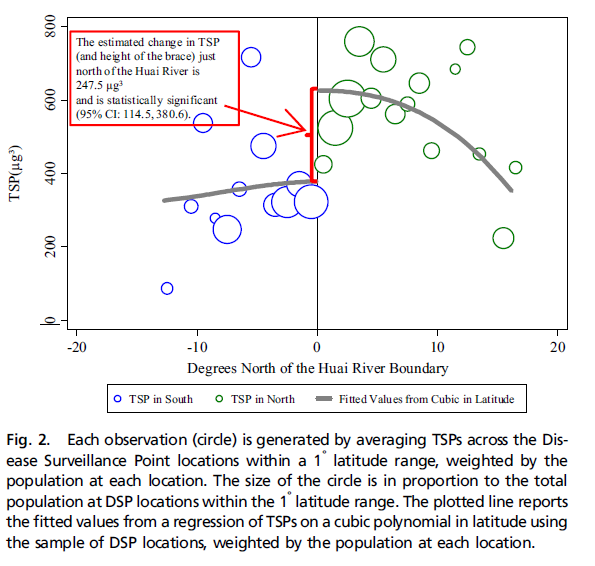 800
600
400
200
0
TSP(µg³)
The estimated change in TSP
(and height of the brace) just
north of the Huai River is
247.5 µg³
and is statistically significant
(95% CI: 114.5, 380.6).
-20 -10 0 10 20
Degrees North of the Huai River Boundary
TSP in South TSP in North Fitted Values from Cubic in Latitude
Fig. 2. Each observation (circle) is generated by averaging TSPs across the Dis-
ease Surveillance Point locations within a 1° latitude range, weighted by the
population at each location. The size of the circle is in proportion to the total
population at DSP locations within the 1° latitude range. The plotted line reports
the fitted values from a regression of TSPs on a cubic polynomial in latitude using
the sample of DSP locations, weighted by the population at each location.